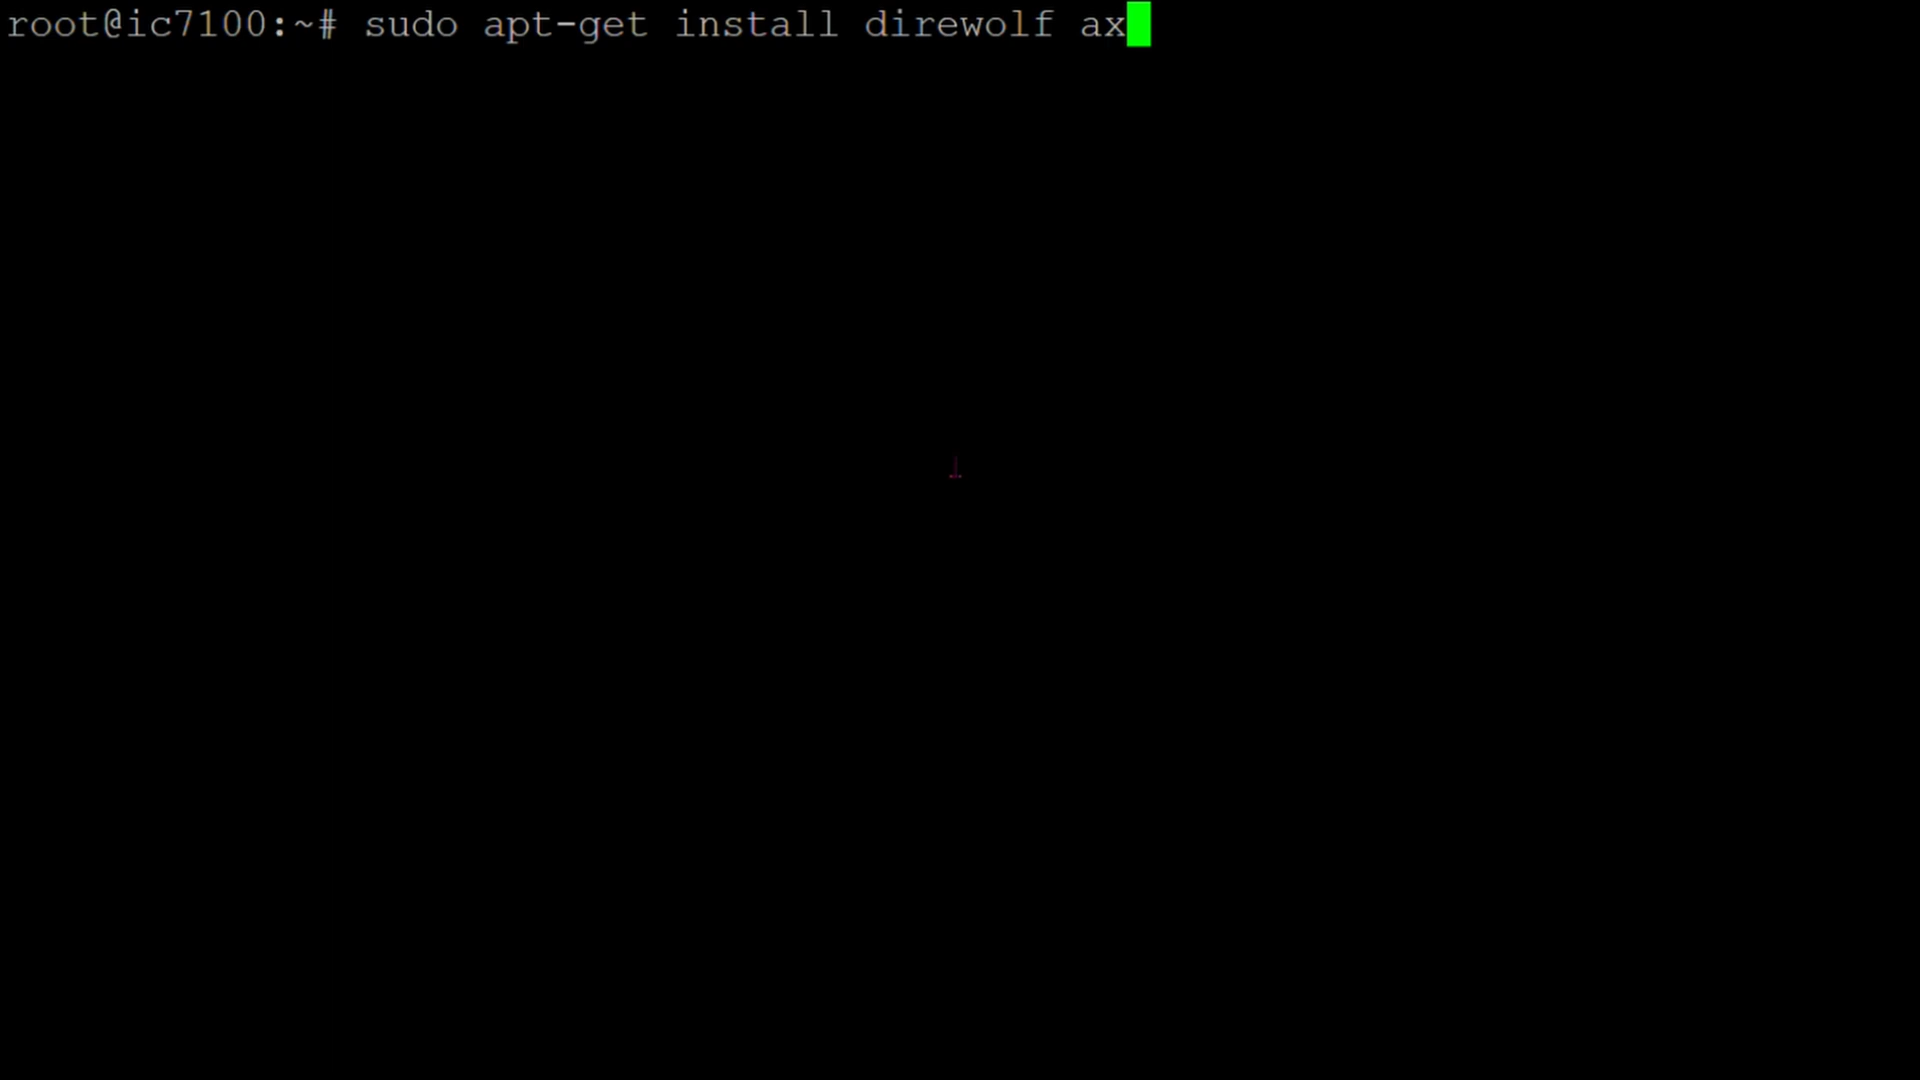 root@ic7100:~# sudo apt-get install direwolf ax